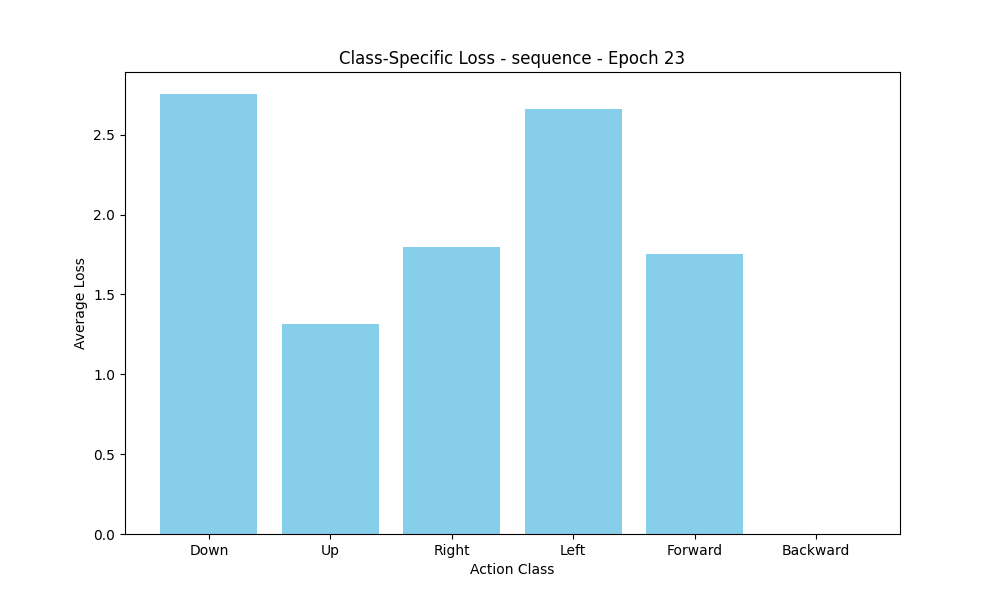 Class-Specific Loss - sequence - Epoch 23
Average Loss
2.5
2.0
1.5
1.0
0.5
0.0
Down Up Right Left Forward Backward
Action Class